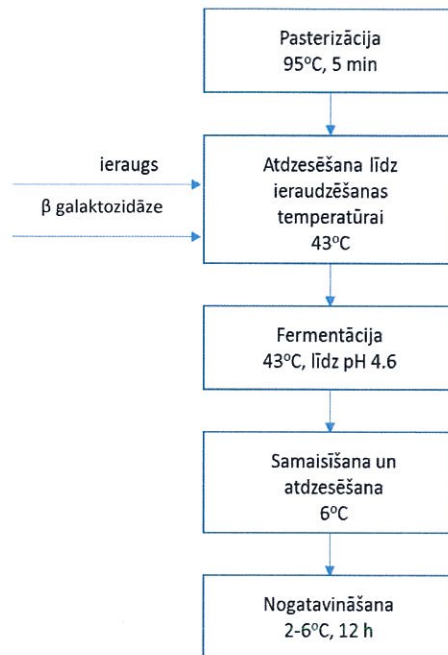 Pasterizācija
95°C, 5 min
ieraugs
β galaktozidāze
Atdzesēšana līdz
ieraudzēšanas
temperatūrai
43°C
Fermentācija
43°C, līdz pH 4.6
Samaisīšana un
atdzesēšana
6°C
Nogatavināšana
2-6°C, 12 h